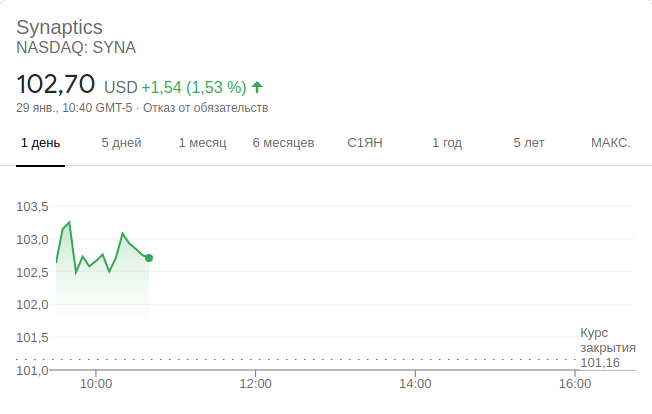 Synaptics
NASDAQ: SYNA
102,70 USD +1,54 (1,53 %)
29 янв., 10:40 GMT-5 · Отказ от обязательств
1 день 5 дней 1 месяц 6 месяцев С1ЯН 1 год 5 лет МАКС.
103,5
103,0
102,5
102,0
101,5
101,0
Курс
закрытия
101,16
10:00 12:00 14:00 16:00